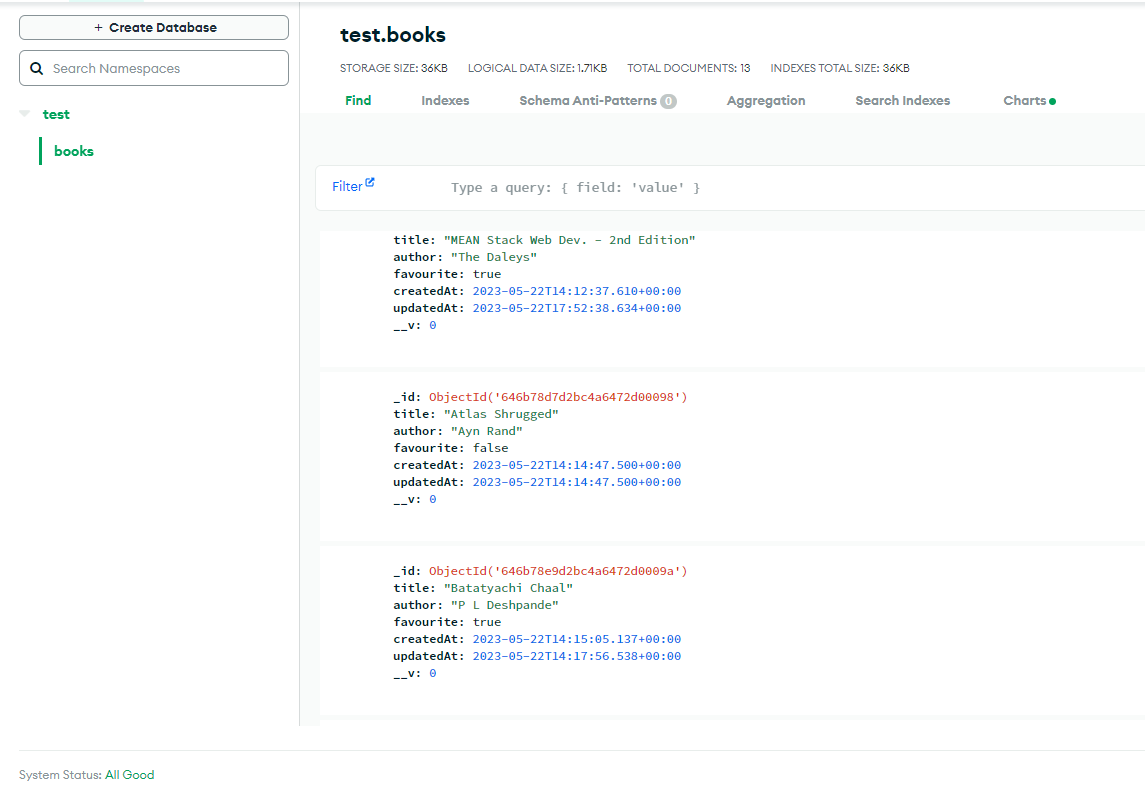 + Create Database
Search Namespaces
test
books
test.books
STORAGE SIZE: 36KB LOGICAL DATA SIZE: 1.71KB TOTAL DOCUMENTS: 13 INDEXES TOTAL SIZE: 36KB
Find Indexes Schema Anti-Patterns 0 Aggregation Search Indexes Charts
Filter Type a query: { field: 'value' }
title: "MEAN Stack Web Dev. - 2nd Edition"
author: "The Daleys"
favourite: true
createdAt: 2023-05-22T14:12:37.610+00:00
updatedAt: 2023-05-22T17:52:38.634+00:00
__v: 0
_id: ObjectId('646b78d7d2bc4a6472d00098')
title: "Atlas Shrugged"
author: "Ayn Rand"
favourite: false
createdAt: 2023-05-22T14:14:47.500+00:00
updatedAt: 2023-05-22T14:14:47.500+00:00
__v: 0
_id: ObjectId('646b78e9d2bc4a6472d0009a')
title: "Batatyachi Chaal"
author: "P L Deshpande"
favourite: true
createdAt: 2023-05-22T14:15:05.137+00:00
updatedAt: 2023-05-22T14:17:56.538+00:00
__v: 0
System Status: All Good